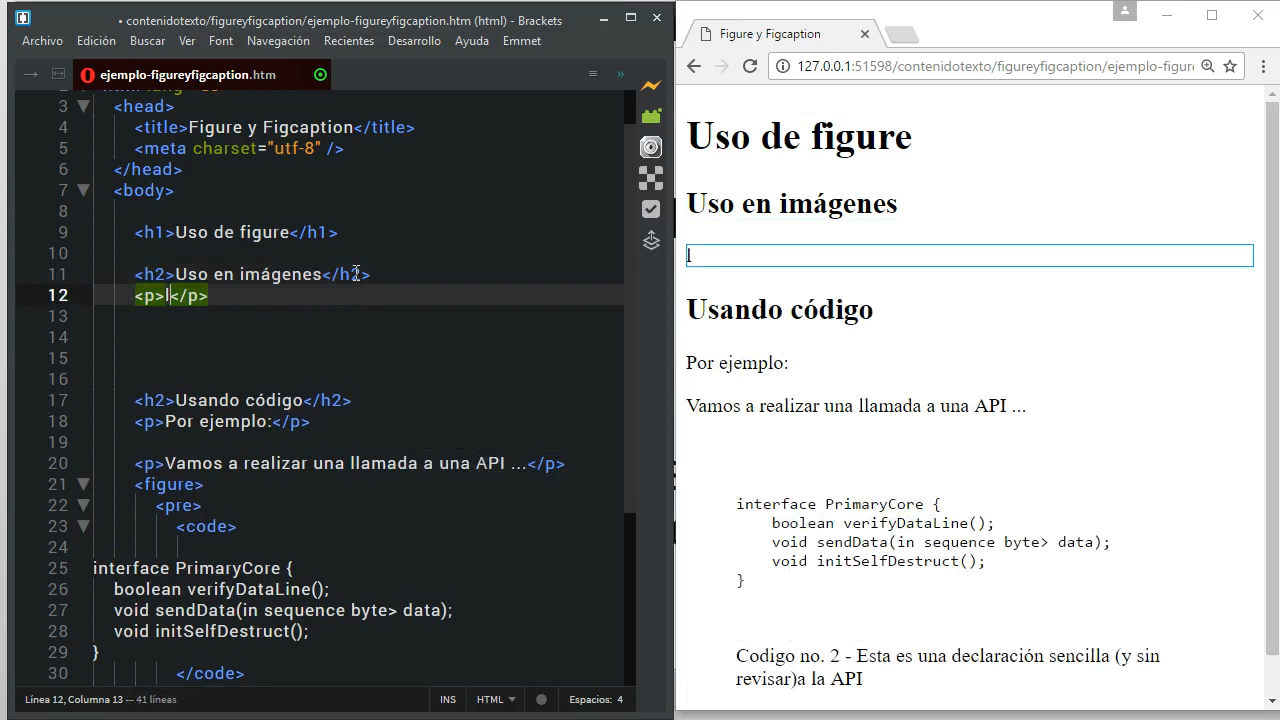 • contenidotexto/figureyfigcaption/ejemplo-figureyfigcaption.htm (html) - Brackets
Archivo Edición Buscar Ver Font Navegación Recientes Desarrollo Ayuda Emmet
ejemplo-figureyfigcaption.htm
3 <head>
4 <title>Figure y Figcaption</title>
5 <meta charset="utf-8" />
6 </head>
7 <body>
8
9 <h1>Uso de figure</h1>
10
11 <h2>Uso en imágenes</h2>
12 <p>l</p>
13
14
15
16
17 <h2>Usando código</h2>
18 <p>Por ejemplo:</p>
19
20 <p>Vamos a realizar una llamada a una API ...</p>
21 <figure>
22 <pre>
23 <code>
24
25 interface PrimaryCore {
26 boolean verifyDataLine();
27 void sendData(in sequence byte> data);
28 void initSelfDestruct();
29 }
30 </code>
Línea 12, Columna 13 — 41 líneas INS HTML Espacios: 4
Figure y Figcaption
127.0.0.1:51598/contenidotexto/figureyfigcaption/ejemplo-figure
Uso de figure
Uso en imágenes
l
Usando código
Por ejemplo:
Vamos a realizar una llamada a una API ...
interface PrimaryCore {
boolean verifyDataLine();
void sendData(in sequence byte> data);
void initSelfDestruct();
}
Codigo no. 2 - Esta es una declaración sencilla (y sin
revisar)a la API